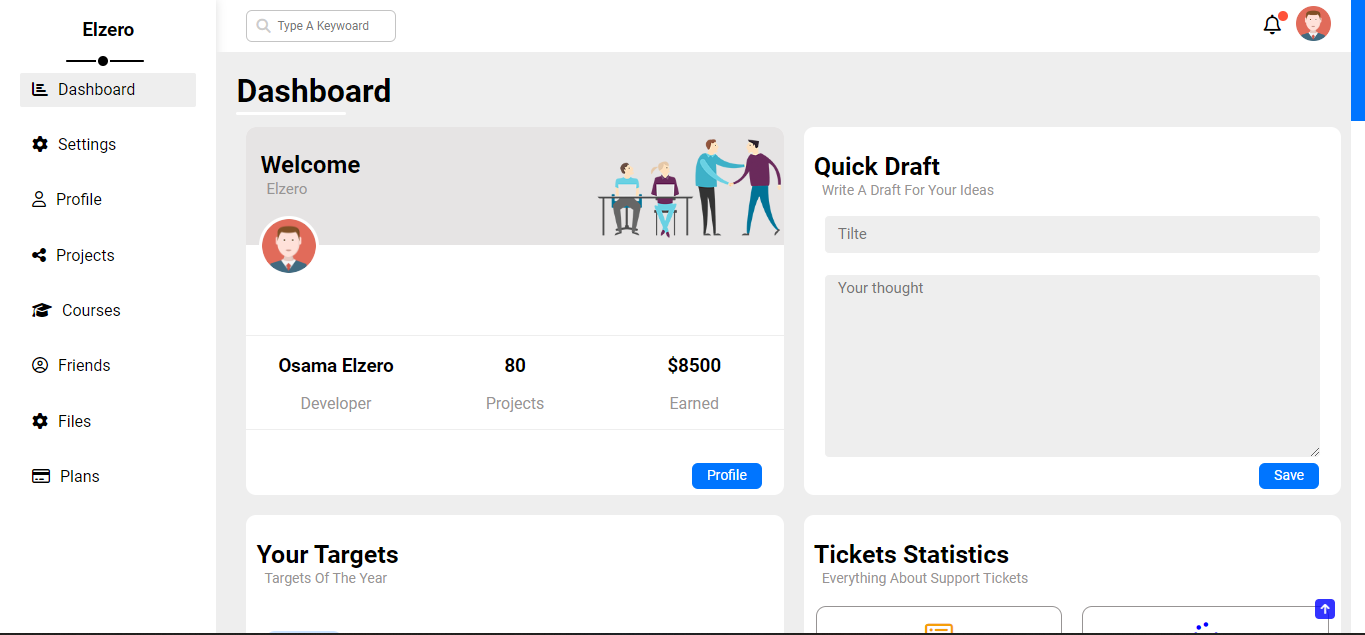 Elzero
Type A Keywoard
Dashboard
Settings
Profile
Projects
Courses
Friends
Files
Plans
Dashboard
Welcome
Elzero
Osama Elzero
80
$8500
Developer
Projects
Earned
Profile
Quick Draft
Write A Draft For Your Ideas
Tilte
Your thought
Save
Your Targets
Targets Of The Year
Tickets Statistics
Everything About Support Tickets